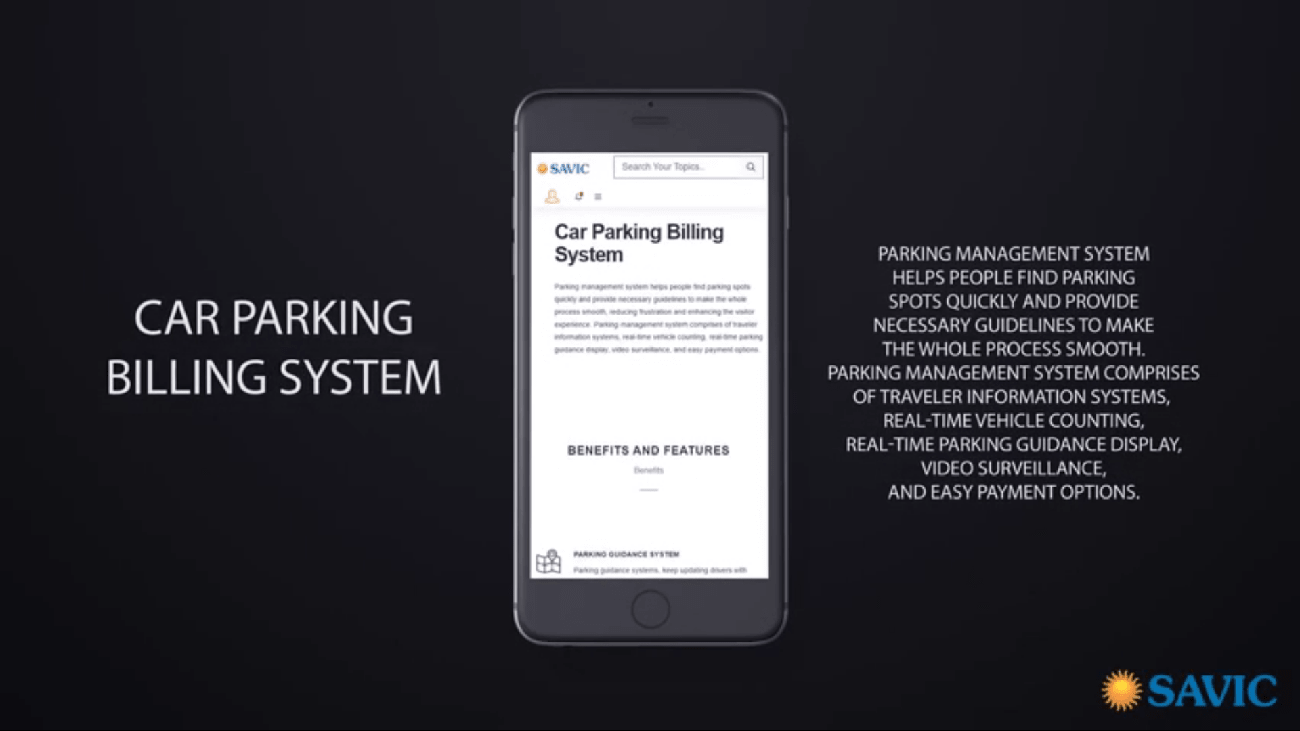 CAR PARKING
BILLING SYSTEM
SAVIC
Search Your Topics..
Car Parking Billing
System
Parking management system helps people find parking spots
quickly and provide necessary guidelines to make the whole
process smooth, reducing frustration and enhancing the visitor
experience. Parking management system comprises of traveler
information systems, real-time vehicle counting, real-time parking
guidance display, video surveillance, and easy payment options
BENEFITS AND FEATURES
Benefits
PARKING GUIDANCE SYSTEM
Parking guidance systems, keep updating drivers with
PARKING MANAGEMENT SYSTEM
HELPS PEOPLE FIND PARKING
SPOTS QUICKLY AND PROVIDE
NECESSARY GUIDELINES TO MAKE
THE WHOLE PROCESS SMOOTH.
PARKING MANAGEMENT SYSTEM COMPRISES
OF TRAVELER INFORMATION SYSTEMS,
REAL-TIME VEHICLE COUNTING,
REAL-TIME PARKING GUIDANCE DISPLAY,
VIDEO SURVEILLANCE,
AND EASY PAYMENT OPTIONS.
SAVIC